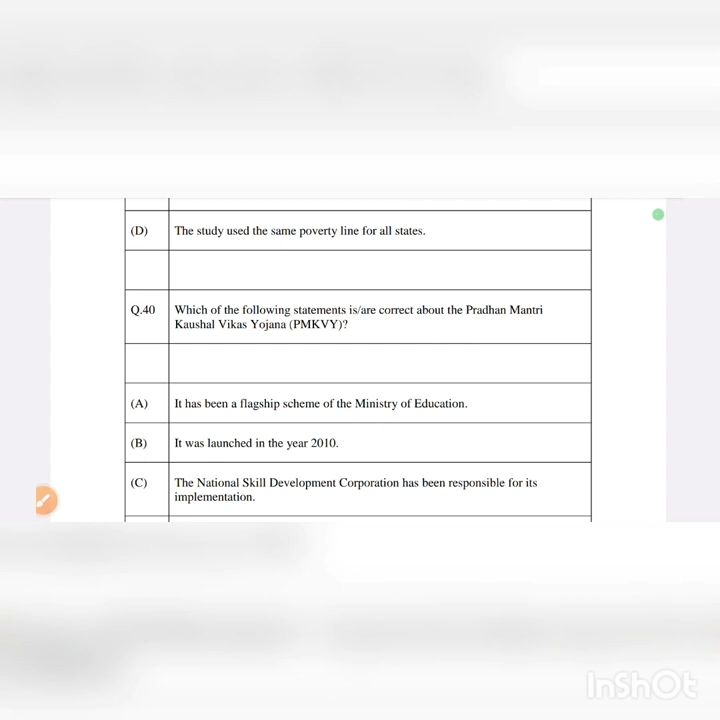 (D) The study used the same poverty line for all states.
Q.40 Which of the following statements is/are correct about the Pradhan Mantri
Kaushal Vikas Yojana (PMKVY)?
(A) It has been a flagship scheme of the Ministry of Education.
(B) It was launched in the year 2010.
(C) The National Skill Development Corporation has been responsible for its
implementation.
InShOt